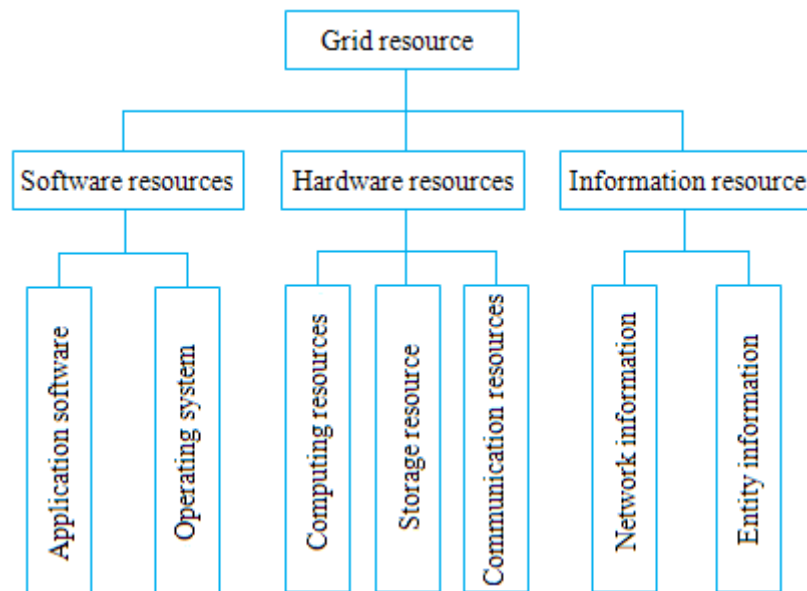 Grid resource
Software resources
Hardware resources
Information resource
Application software
Operating system
Computing resources
Storage resource
Communication resources
Network information
Entity information